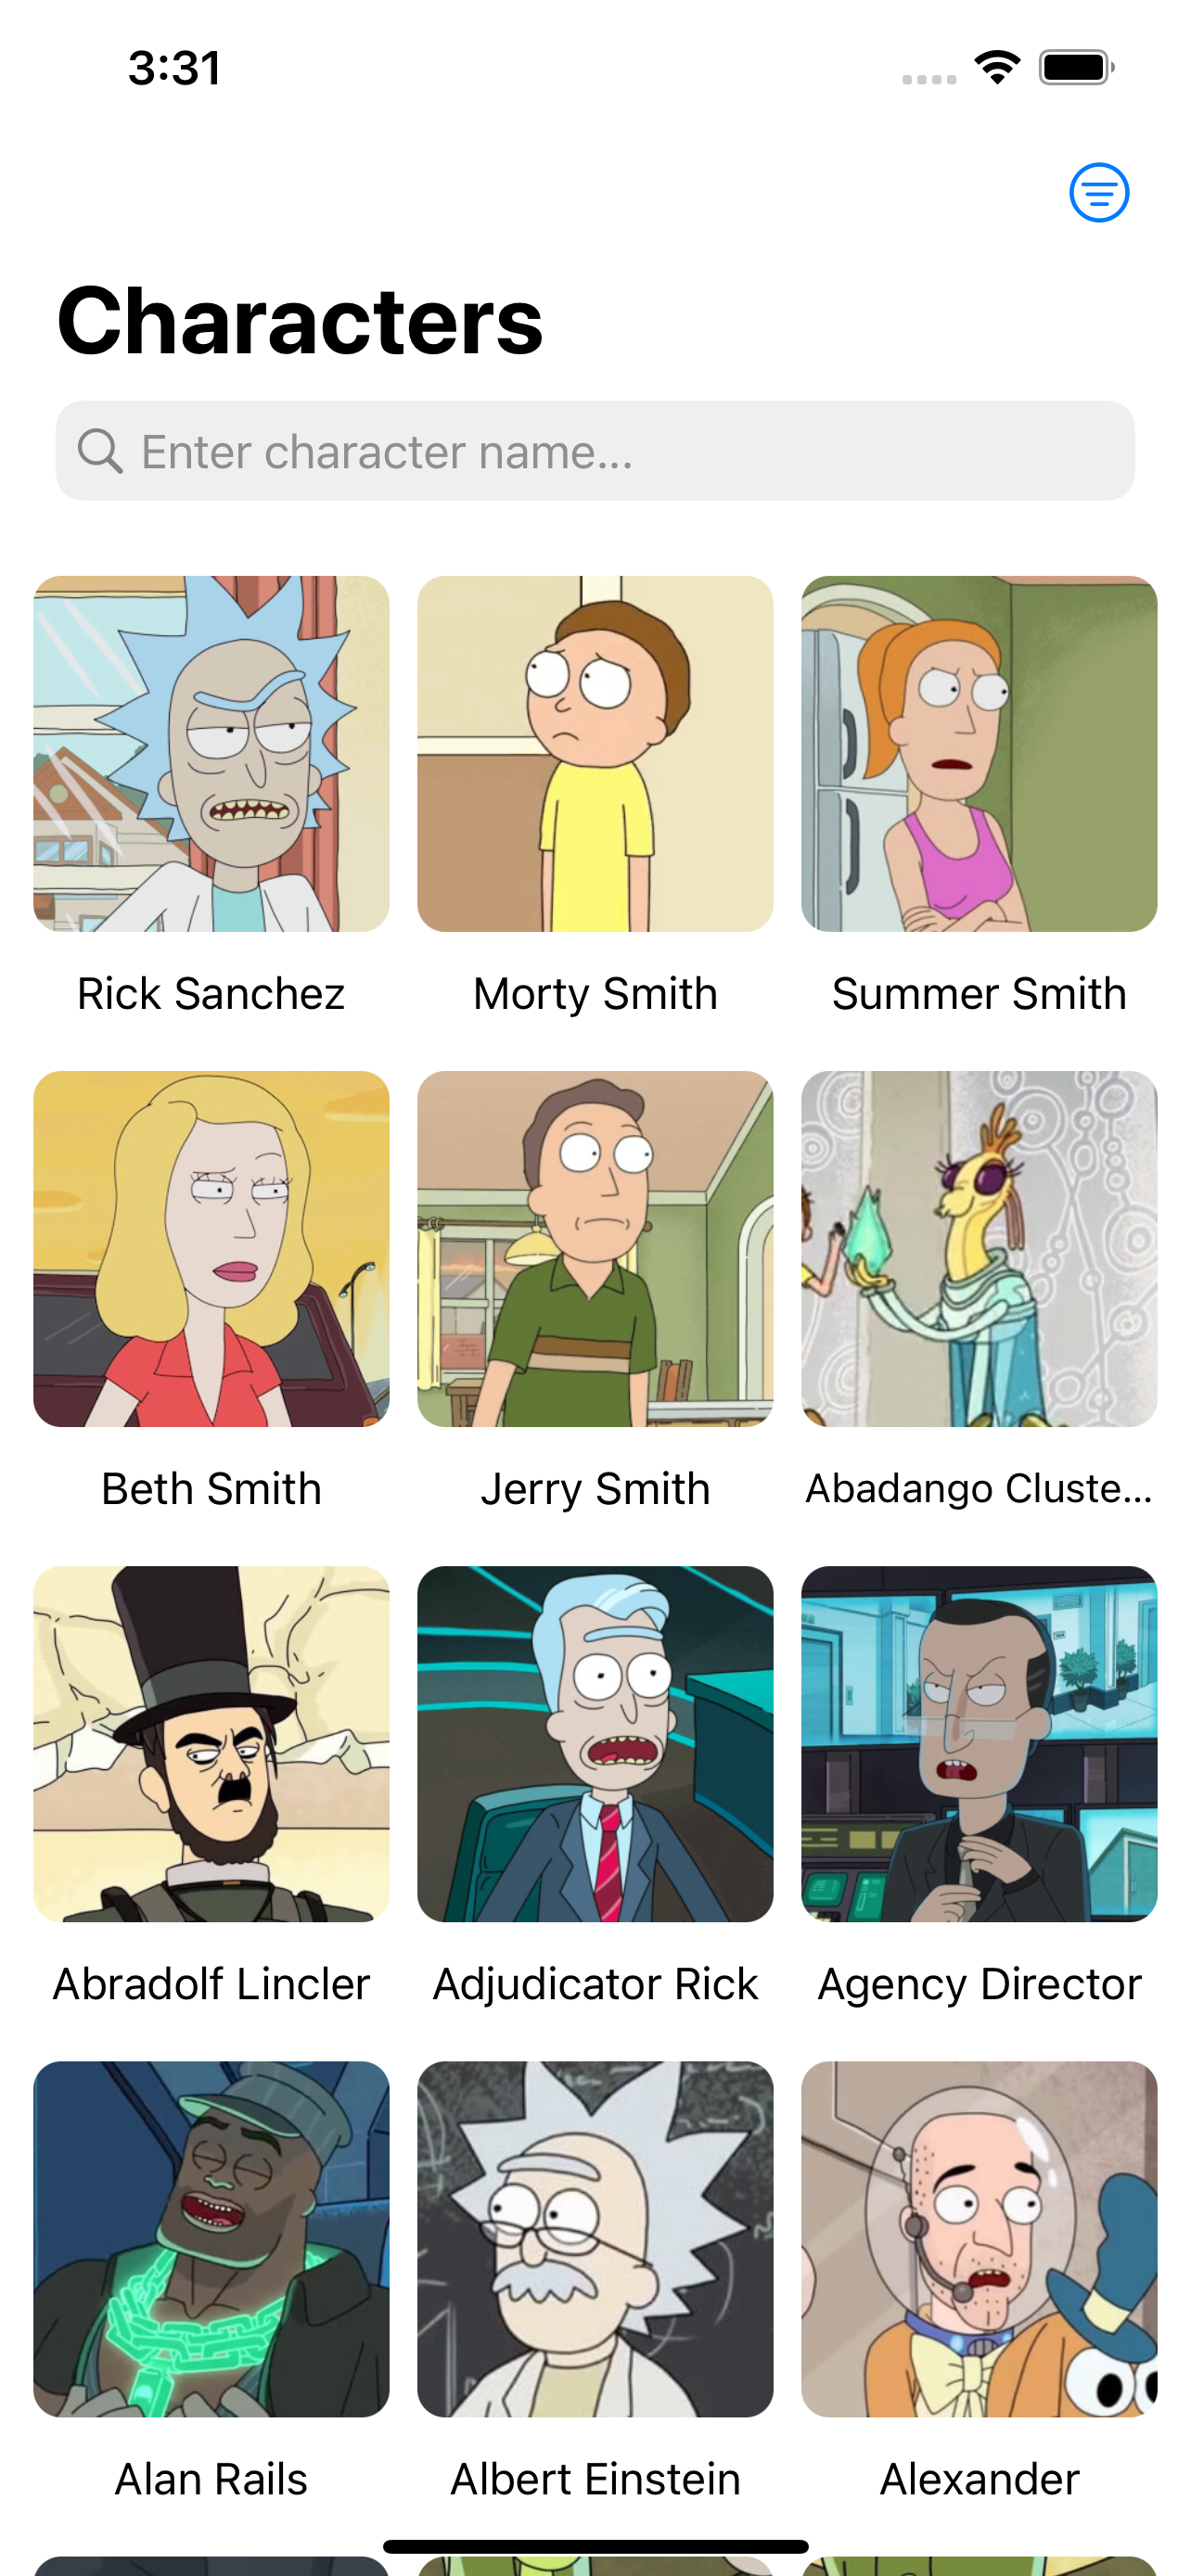 3:31
Characters
Enter character name...
Rick Sanchez
Morty Smith
Summer Smith
Beth Smith
Jerry Smith
Abadango Cluste...
Abradolf Lincler
Adjudicator Rick
Agency Director
Alan Rails
Albert Einstein
Alexander